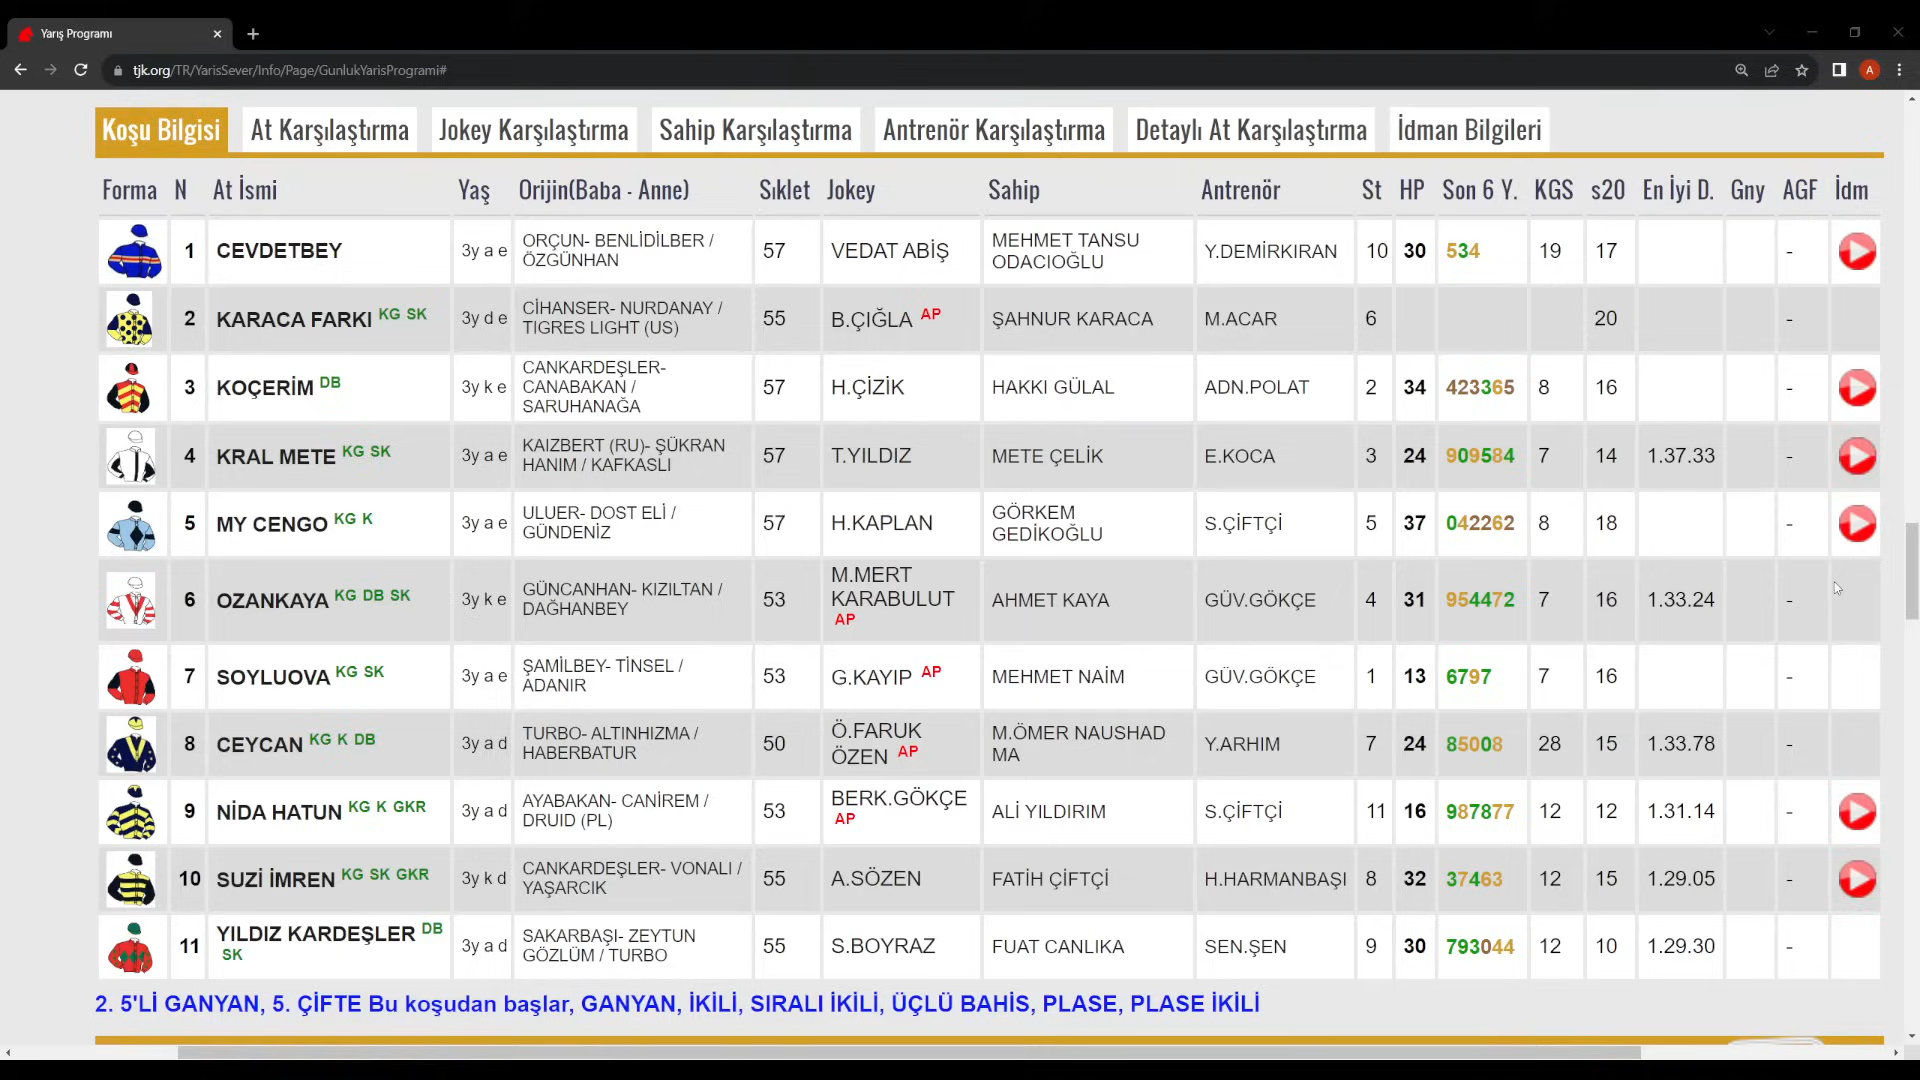 Yarış Programı
tjk.org/TR/YarisSever/Info/Page/GunlukYarisProgrami#
A
Koşu Bilgisi At Karşılaştırma Jokey Karşılaştırma Sahip Karşılaştırma Antrenör Karşılaştırma Detaylı At Karşılaştırma İdman Bilgileri
Forma N At İsmi Yaş Orijin(Baba - Anne) Sıklet Jokey Sahip Antrenör St HP Son 6 Y. KGS s20 En İyi D. Gny AGF İdm
1 CEVDETBEY 3y a e ORÇUN- BENLİDİLBER / ÖZGÜNHAN 57 VEDAT ABİŞ MEHMET TANSU ODACIOĞLU Y.DEMİRKIRAN 10 30 534 19 17 -
2 KARACA FARKI KG SK 3y d e CİHANSER- NURDANAY / TIGRES LIGHT (US) 55 B.ÇIĞLA AP ŞAHNUR KARACA M.ACAR 6 20 -
3 KOÇERİM DB 3y k e CANKARDEŞLER- CANABAKAN / SARUHANAĞA 57 H.ÇİZİK HAKKI GÜLAL ADN.POLAT 2 34 423365 8 16 -
4 KRAL METE KG SK 3y a e KAIZBERT (RU)- ŞÜKRAN HANIM / KAFKASLI 57 T.YILDIZ METE ÇELİK E.KOCA 3 24 909584 7 14 1.37.33 -
5 MY CENGO KG K 3y a e ULUER- DOST ELİ / GÜNDENİZ 57 H.KAPLAN GÖRKEM GEDİKOĞLU S.ÇİFTÇİ 5 37 042262 8 18 -
6 OZANKAYA KG DB SK 3y k e GÜNCANHAN- KIZILTAN / DAĞHANBEY 53 M.MERT KARABULUT AP AHMET KAYA GÜV.GÖKÇE 4 31 954472 7 16 1.33.24 -
7 SOYLUOVA KG SK 3y a e ŞAMİLBEY- TİNSEL / ADANIR 53 G.KAYIP AP MEHMET NAİM GÜV.GÖKÇE 1 13 6797 7 16 -
8 CEYCAN KG K DB 3y a d TURBO- ALTINHIZMA / HABERBATUR 50 Ö.FARUK ÖZEN AP M.ÖMER NAUSHAD MA Y.ARHIM 7 24 85008 28 15 1.33.78 -
9 NİDA HATUN KG K GKR 3y a d AYABAKAN- CANİREM / DRUID (PL) 53 BERK.GÖKÇE AP ALİ YILDIRIM S.ÇİFTÇİ 11 16 987877 12 12 1.31.14 -
10 SUZİ İMREN KG SK GKR 3y k d CANKARDEŞLER- VONALI / YAŞARCIK 55 A.SÖZEN FATİH ÇİFTÇİ H.HARMANBAŞI 8 32 37463 12 15 1.29.05 -
11 YILDIZ KARDEŞLER DB SK 3y a d SAKARBAŞI- ZEYTUN GÖZLÜM / TURBO 55 S.BOYRAZ FUAT CANLIKA SEN.ŞEN 9 30 793044 12 10 1.29.30 -
2. 5'Lİ GANYAN, 5. ÇİFTE Bu koşudan başlar, GANYAN, İKİLİ, SIRALI İKİLİ, ÜÇLÜ BAHİS, PLASE, PLASE İKİLİ